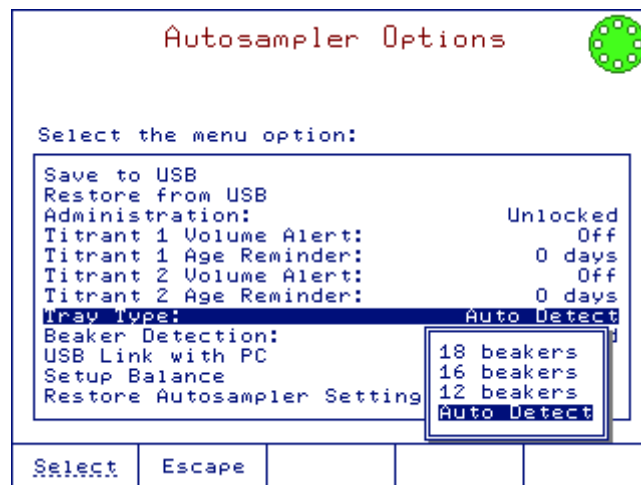 Autosampler Options
Select the menu option:
Save to USB
Restore from USB
Administration: Unlocked
Titrant 1 Volume Alert: Off
Titrant 1 Age Reminder: 0 days
Titrant 2 Volume Alert: Off
Titrant 2 Age Reminder: 0 days
Tray Type: Auto Detect
Beaker Detection:
USB Link with PC
Setup Balance
Restore Autosampler Setting
18 beakers
16 beakers
12 beakers
Auto Detect
Select Escape